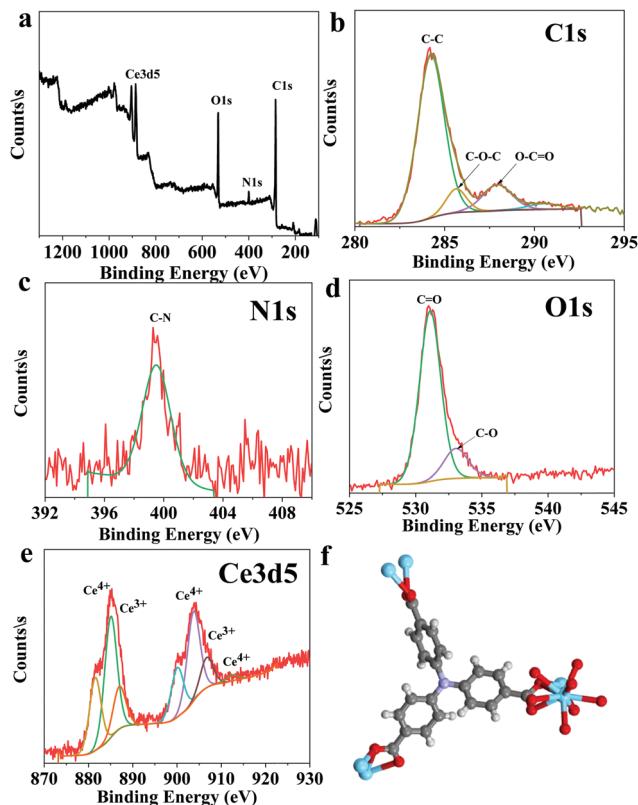 a
Ce3d5
O1s
C1s
N1s
Counts\s
1200 1000 800 600 400 200
Binding Energy (eV)
b
C1s
C-C
C-O-C
O-C=O
Counts\s
280 285 290 295
Binding Energy (eV)
c
N1s
C-N
Counts\s
392 396 400 404 408
Binding Energy (eV)
d
O1s
C=O
C-O
Counts\s
525 530 535 540 545
Binding Energy (eV)
e
Ce3d5
Ce4+
Ce3+
Ce4+
Ce3+
Ce4+
Counts\s
870 880 890 900 910 920 930
Binding Energy (eV)
f